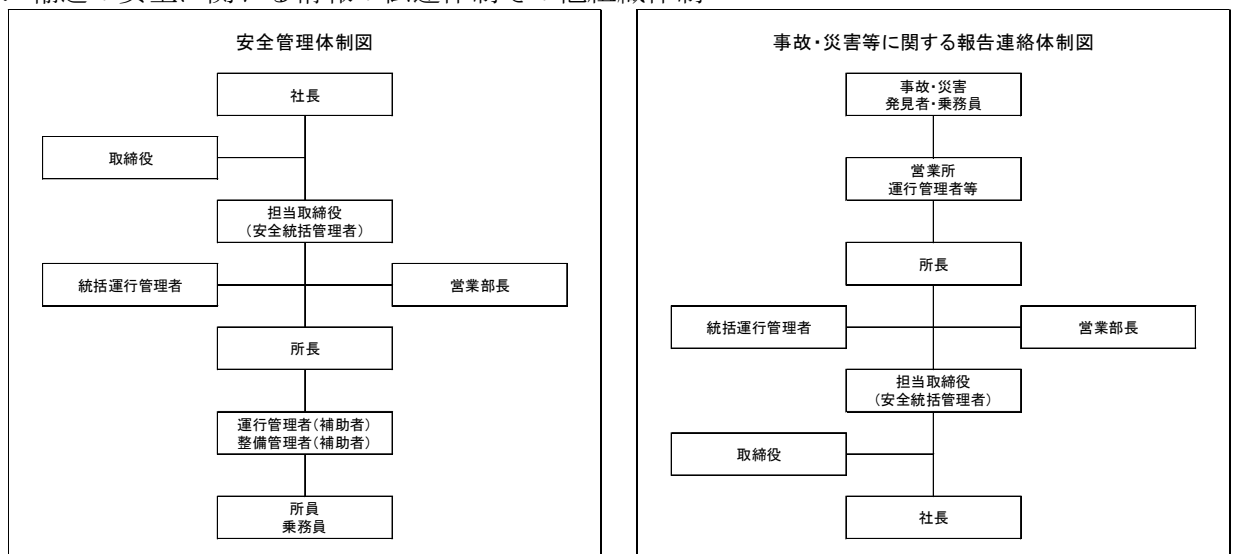 安全管理体制図
社長
取締役
担当取締役
（安全統括管理者）
統括運行管理者
営業部長
所長
運行管理者（補助者）
整備管理者（補助者）
所員
乗務員
事故・災害等に関する報告連絡体制図
事故・災害
発見者・乗務員
営業所
運行管理者等
所長
統括運行管理者
営業部長
担当取締役
（安全統括管理者）
取締役
社長